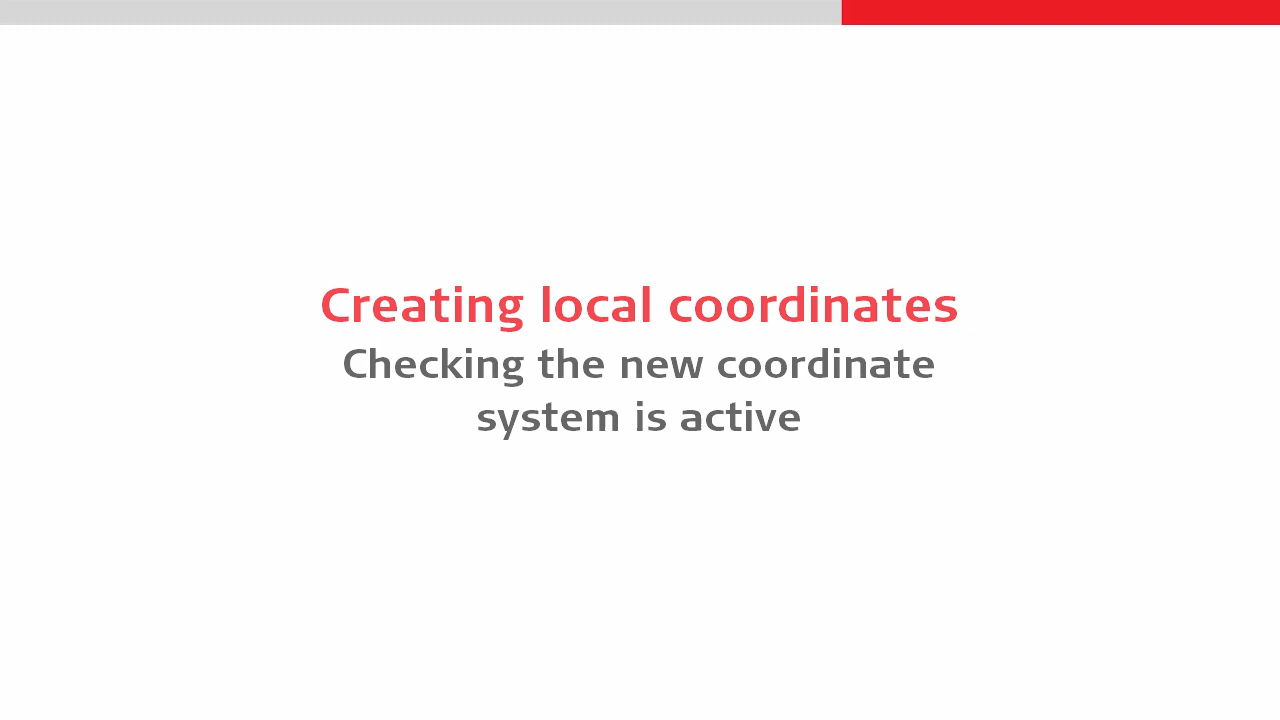 Creating local coordinates
Checking the new coordinate
system is active